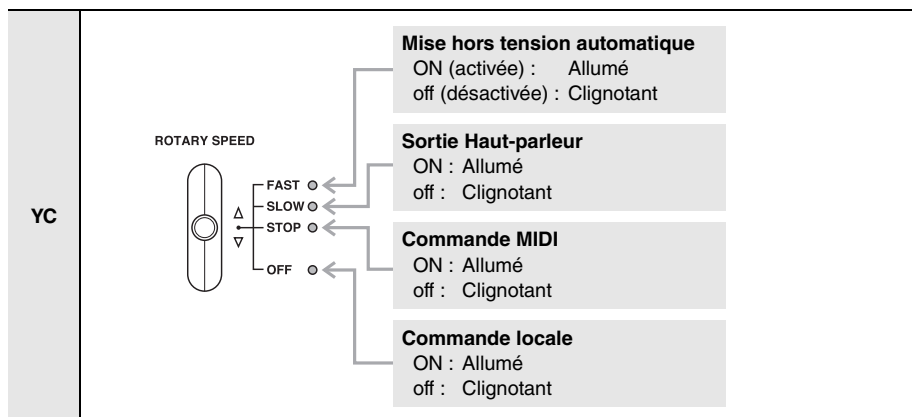 YC
ROTARY SPEED
FAST
SLOW
STOP
OFF
Mise hors tension automatique
ON (activée) : Allumé
off (désactivée) : Clignotant
Sortie Haut-parleur
ON : Allumé
off : Clignotant
Commande MIDI
ON : Allumé
off : Clignotant
Commande locale
ON : Allumé
off : Clignotant